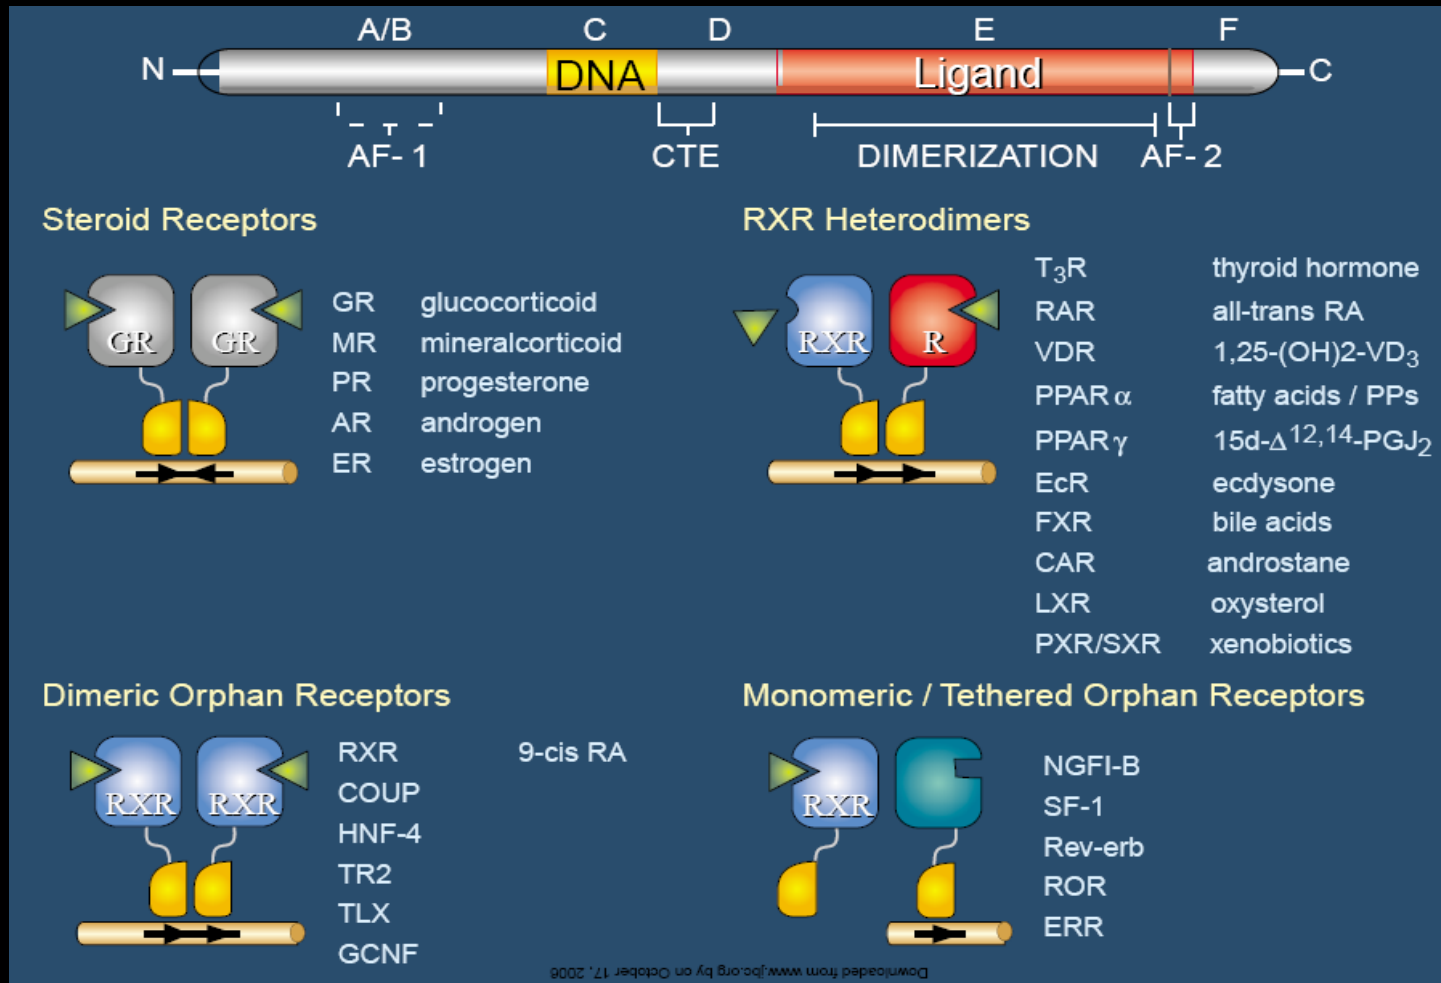 A/B C D E F
N DNA Ligand C
AF- 1 CTE DIMERIZATION AF- 2
Steroid Receptors
GR GR
GR glucocorticoid
MR mineralcorticoid
PR progesterone
AR androgen
ER estrogen
RXR Heterodimers
RXR R
T₃R thyroid hormone
RAR all-trans RA
VDR 1,25-(OH)2-VD₃
PPAR α fatty acids / PPs
PPAR γ 15d-Δ¹²,¹⁴-PGJ₂
EcR ecdysone
FXR bile acids
CAR androstane
LXR oxysterol
PXR/SXR xenobiotics
Dimeric Orphan Receptors
RXR RXR
RXR 9-cis RA
COUP
HNF-4
TR2
TLX
GCNF
Monomeric / Tethered Orphan Receptors
RXR
NGFI-B
SF-1
Rev-erb
ROR
ERR
Downloaded from www.jbc.org by on October 17, 2006